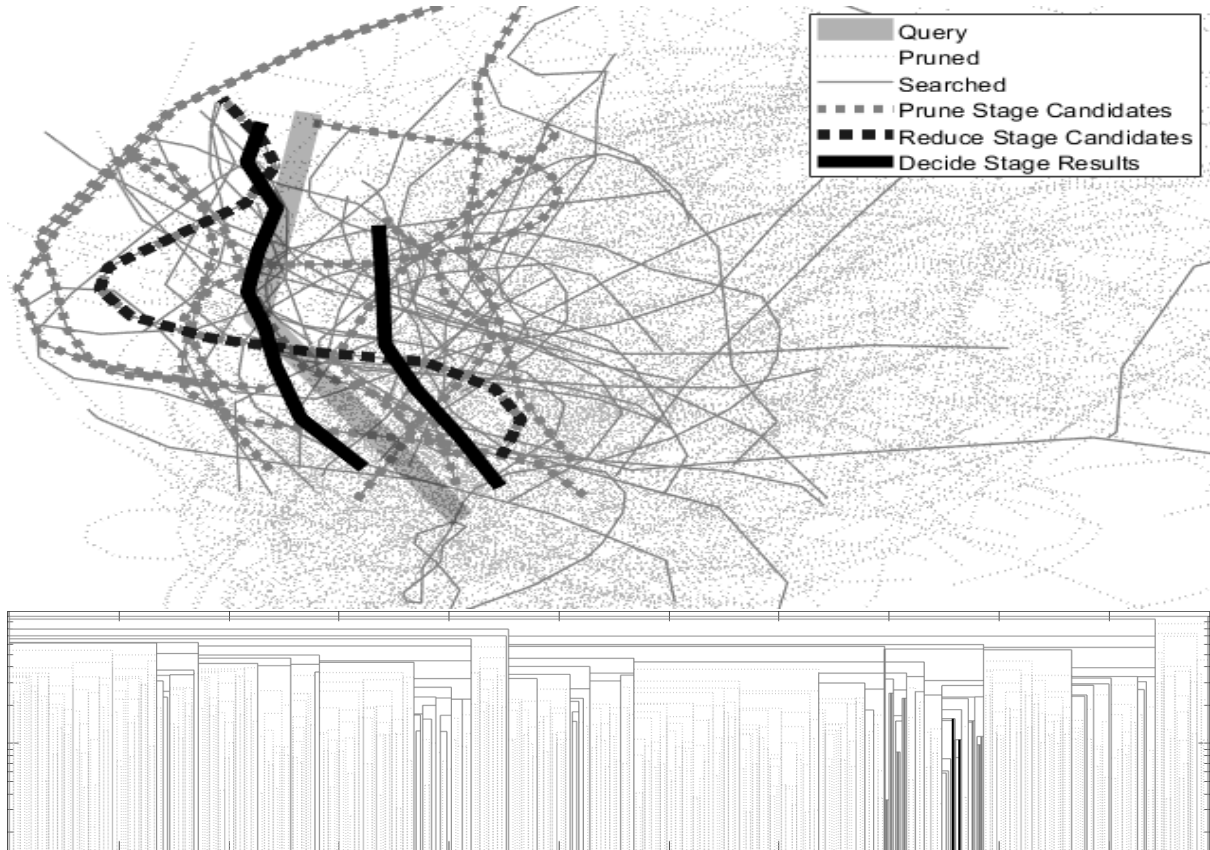 Query
Pruned
Searched
Prune Stage Candidates
Reduce Stage Candidates
Decide Stage Results